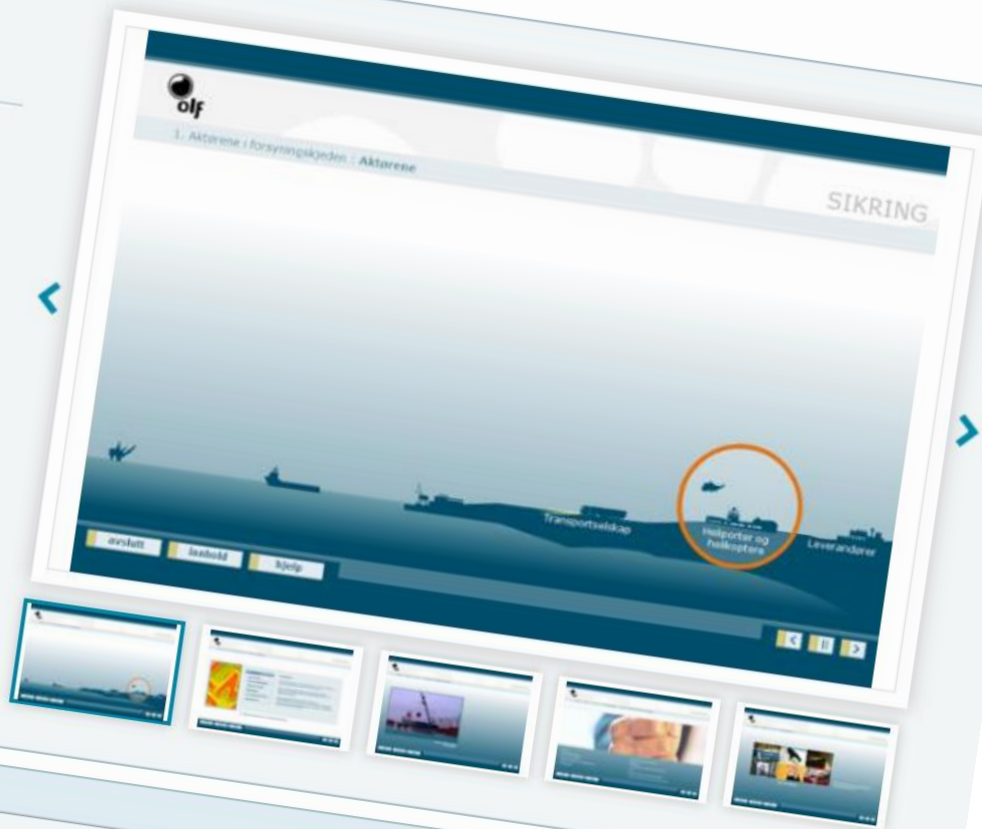 olf
1. Aktørene i forsyningskjeden : Aktørene
SIKRING
Transportselskap
Heliporter og
helikoptere
Leverandører
avslutt
innhold
hjelp